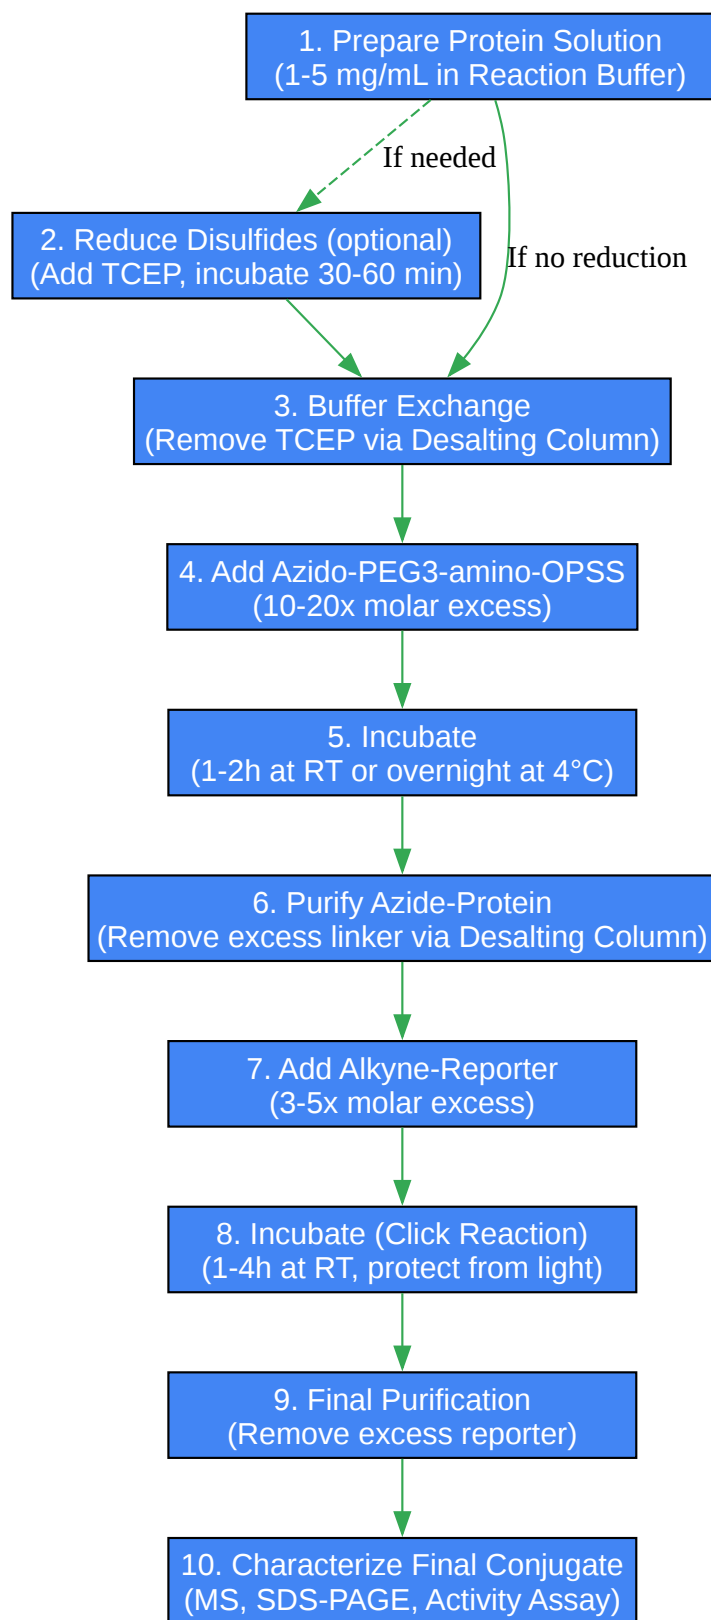 1. Prepare Protein Solution
(1-5 mg/mL in Reaction Buffer)
If needed
2. Reduce Disulfides (optional)
(Add TCEP, incubate 30-60 min)
If no reduction
3. Buffer Exchange
(Remove TCEP via Desalting Column)
4. Add Azido-PEG3-amino-OPSS
(10-20x molar excess)
5. Incubate
(1-2h at RT or overnight at 4°C)
6. Purify Azide-Protein
(Remove excess linker via Desalting Column)
7. Add Alkyne-Reporter
(3-5x molar excess)
8. Incubate (Click Reaction)
(1-4h at RT, protect from light)
9. Final Purification
(Remove excess reporter)
10. Characterize Final Conjugate
(MS, SDS-PAGE, Activity Assay)